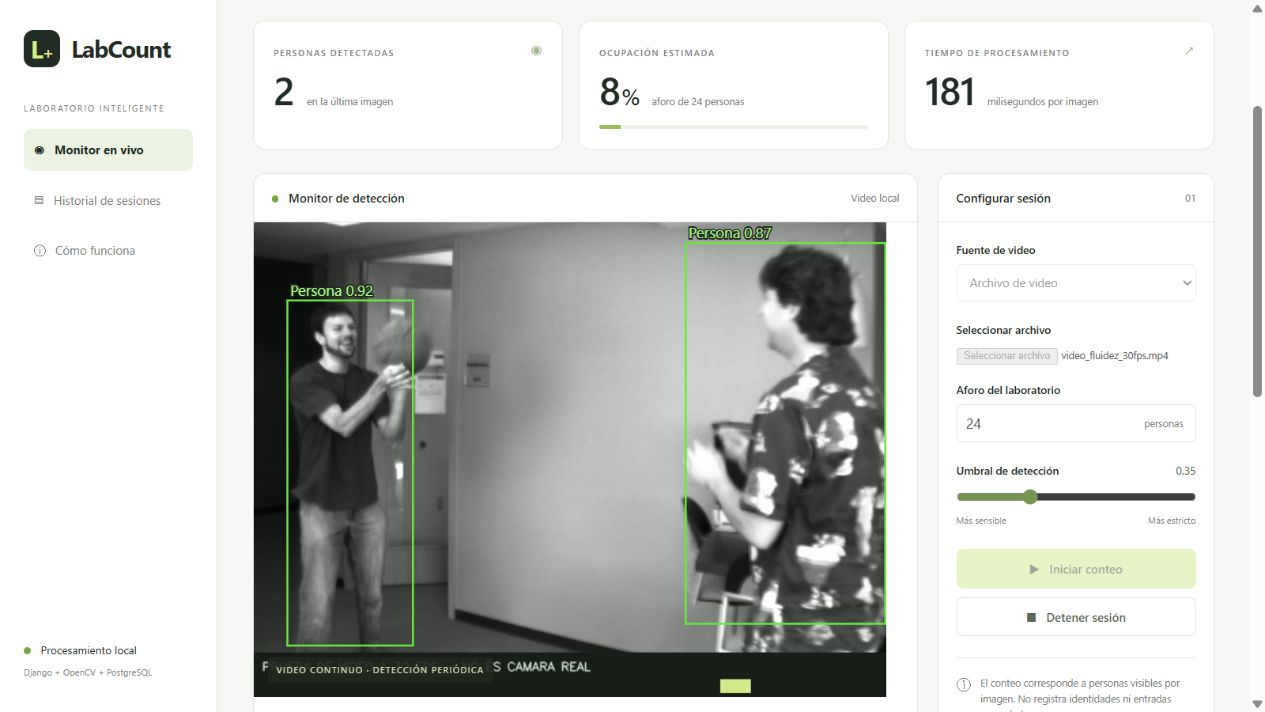 L+ LabCount
LABORATORIO INTELIGENTE
Monitor en vivo
Historial de sesiones
Cómo funciona
Procesamiento local
Django + OpenCV + PostgreSQL
PERSONAS DETECTADAS
2 en la última imagen
OCUPACIÓN ESTIMADA
8% aforo de 24 personas
TIEMPO DE PROCESAMIENTO
181 milisegundos por imagen
Monitor de detección
Video local
Persona 0.92
Persona 0.87
S CAMARA REAL
VIDEO CONTINUO · DETECCIÓN PERIÓDICA
Configurar sesión
01
Fuente de video
Archivo de video
Seleccionar archivo
Seleccionar archivo video_fluidez_30fps.mp4
Aforo del laboratorio
24 personas
Umbral de detección
0.35
Más sensible
Más estricto
Iniciar conteo
Detener sesión
El conteo corresponde a personas visibles por
imagen. No registra identidades ni entradas